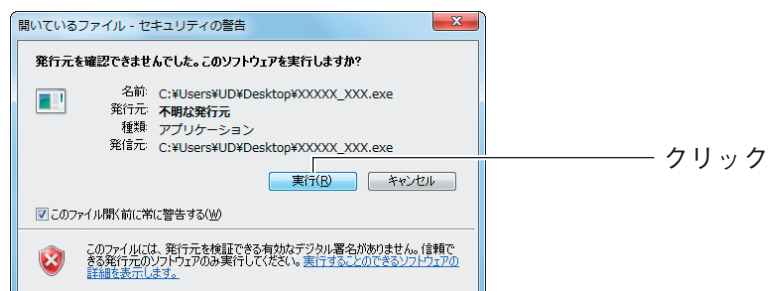 開いているファイル - セキュリティの警告
発行元を確認できませんでした。このソフトウェアを実行しますか?
名前: C:¥Users¥UD¥Desktop¥XXXXX_XXX.exe
発行元: 不明な発行元
種類: アプリケーション
発信元: C:¥Users¥UD¥Desktop¥XXXXX_XXX.exe
実行(R) キャンセル
クリック
このファイル開く前に常に警告する(W)
このファイルには、発行元を検証できる有効なデジタル署名がありません。信頼で
きる発行元のソフトウェアのみ実行してください。実行することのできるソフトウェアの
詳細を表示します。